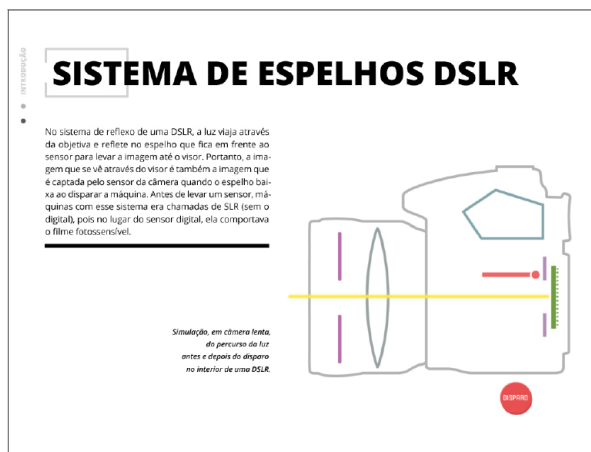 INTRODUÇÃO
SISTEMA DE ESPELHOS DSLR
No sistema de reflexo de uma DSLR, a luz viaja através
da objetiva e reflete no espelho que fica em frente ao
sensor para levar a imagem até o visor. Portanto, a ima-
gem que se vê através do visor é também a imagem que
é captada pelo sensor da câmera quando o espelho bai-
xa ao disparar a máquina. Antes de levar um sensor, má-
quinas com esse sistema era chamadas de SLR (sem o
digital), pois no lugar do sensor digital, ela comportava
o filme fotossensível.
Simulação, em câmera lenta,
do percurso da luz
antes e depois do disparo
no interior de uma DSLR.
DISPARO